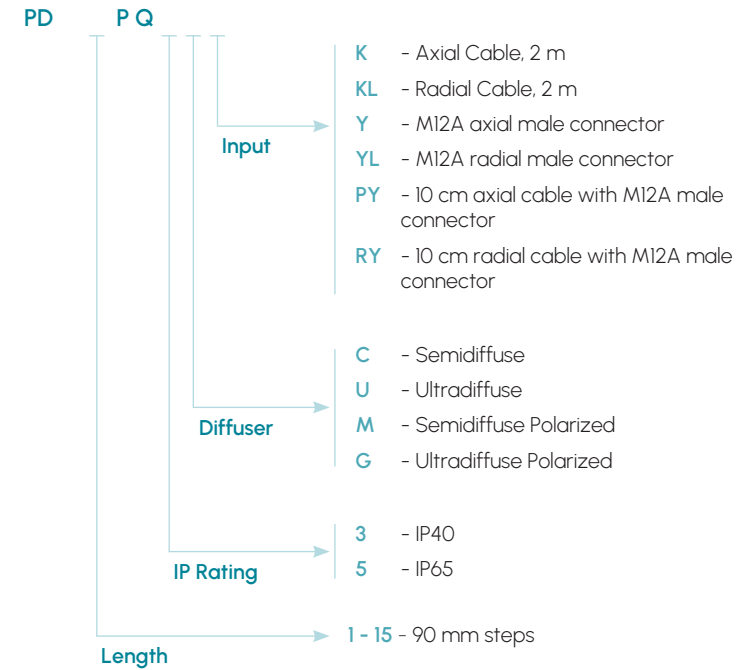 PD P Q
K - Axial Cable, 2 m
KL - Radial Cable, 2 m
Y - M12A axial male connector
Input
YL - M12A radial male connector
PY - 10 cm axial cable with M12A male
connector
RY - 10 cm radial cable with M12A male
connector
C - Semidiffuse
U - Ultradiffuse
Diffuser
M - Semidiffuse Polarized
G - Ultradiffuse Polarized
3 - IP40
IP Rating
5 - IP65
1 - 15 - 90 mm steps
Length